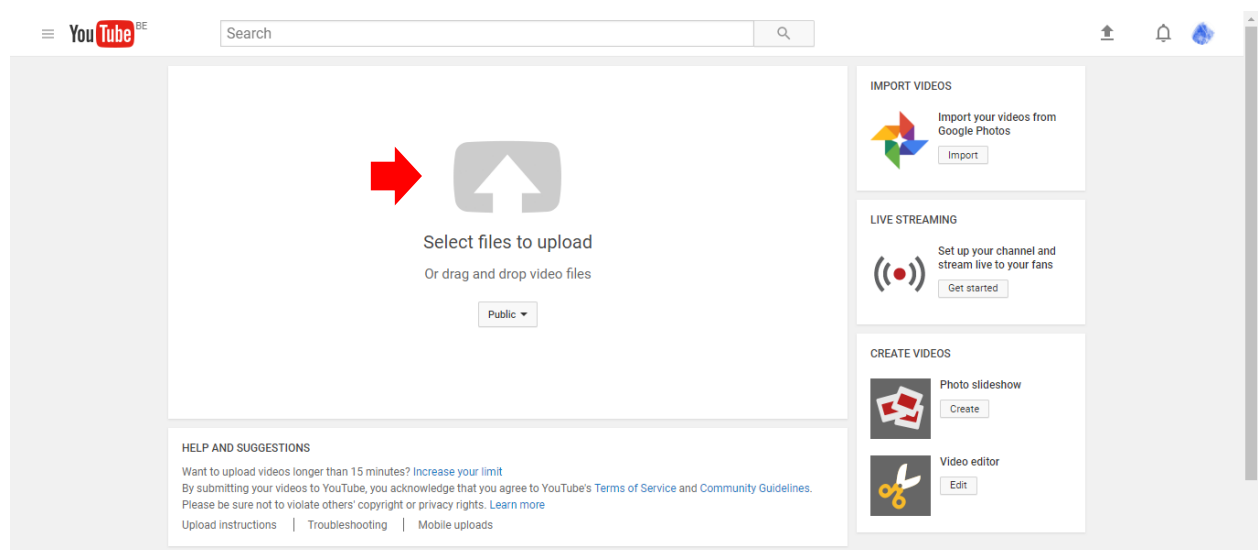 YouTube BE
Search
Select files to upload
Or drag and drop video files
Public
HELP AND SUGGESTIONS
Want to upload videos longer than 15 minutes? Increase your limit
By submitting your videos to YouTube, you acknowledge that you agree to YouTube's Terms of Service and Community Guidelines.
Please be sure not to violate others' copyright or privacy rights. Learn more
Upload instructions | Troubleshooting | Mobile uploads
IMPORT VIDEOS
Import your videos from
Google Photos
Import
LIVE STREAMING
Set up your channel and
stream live to your fans
Get started
CREATE VIDEOS
Photo slideshow
Create
Video editor
Edit